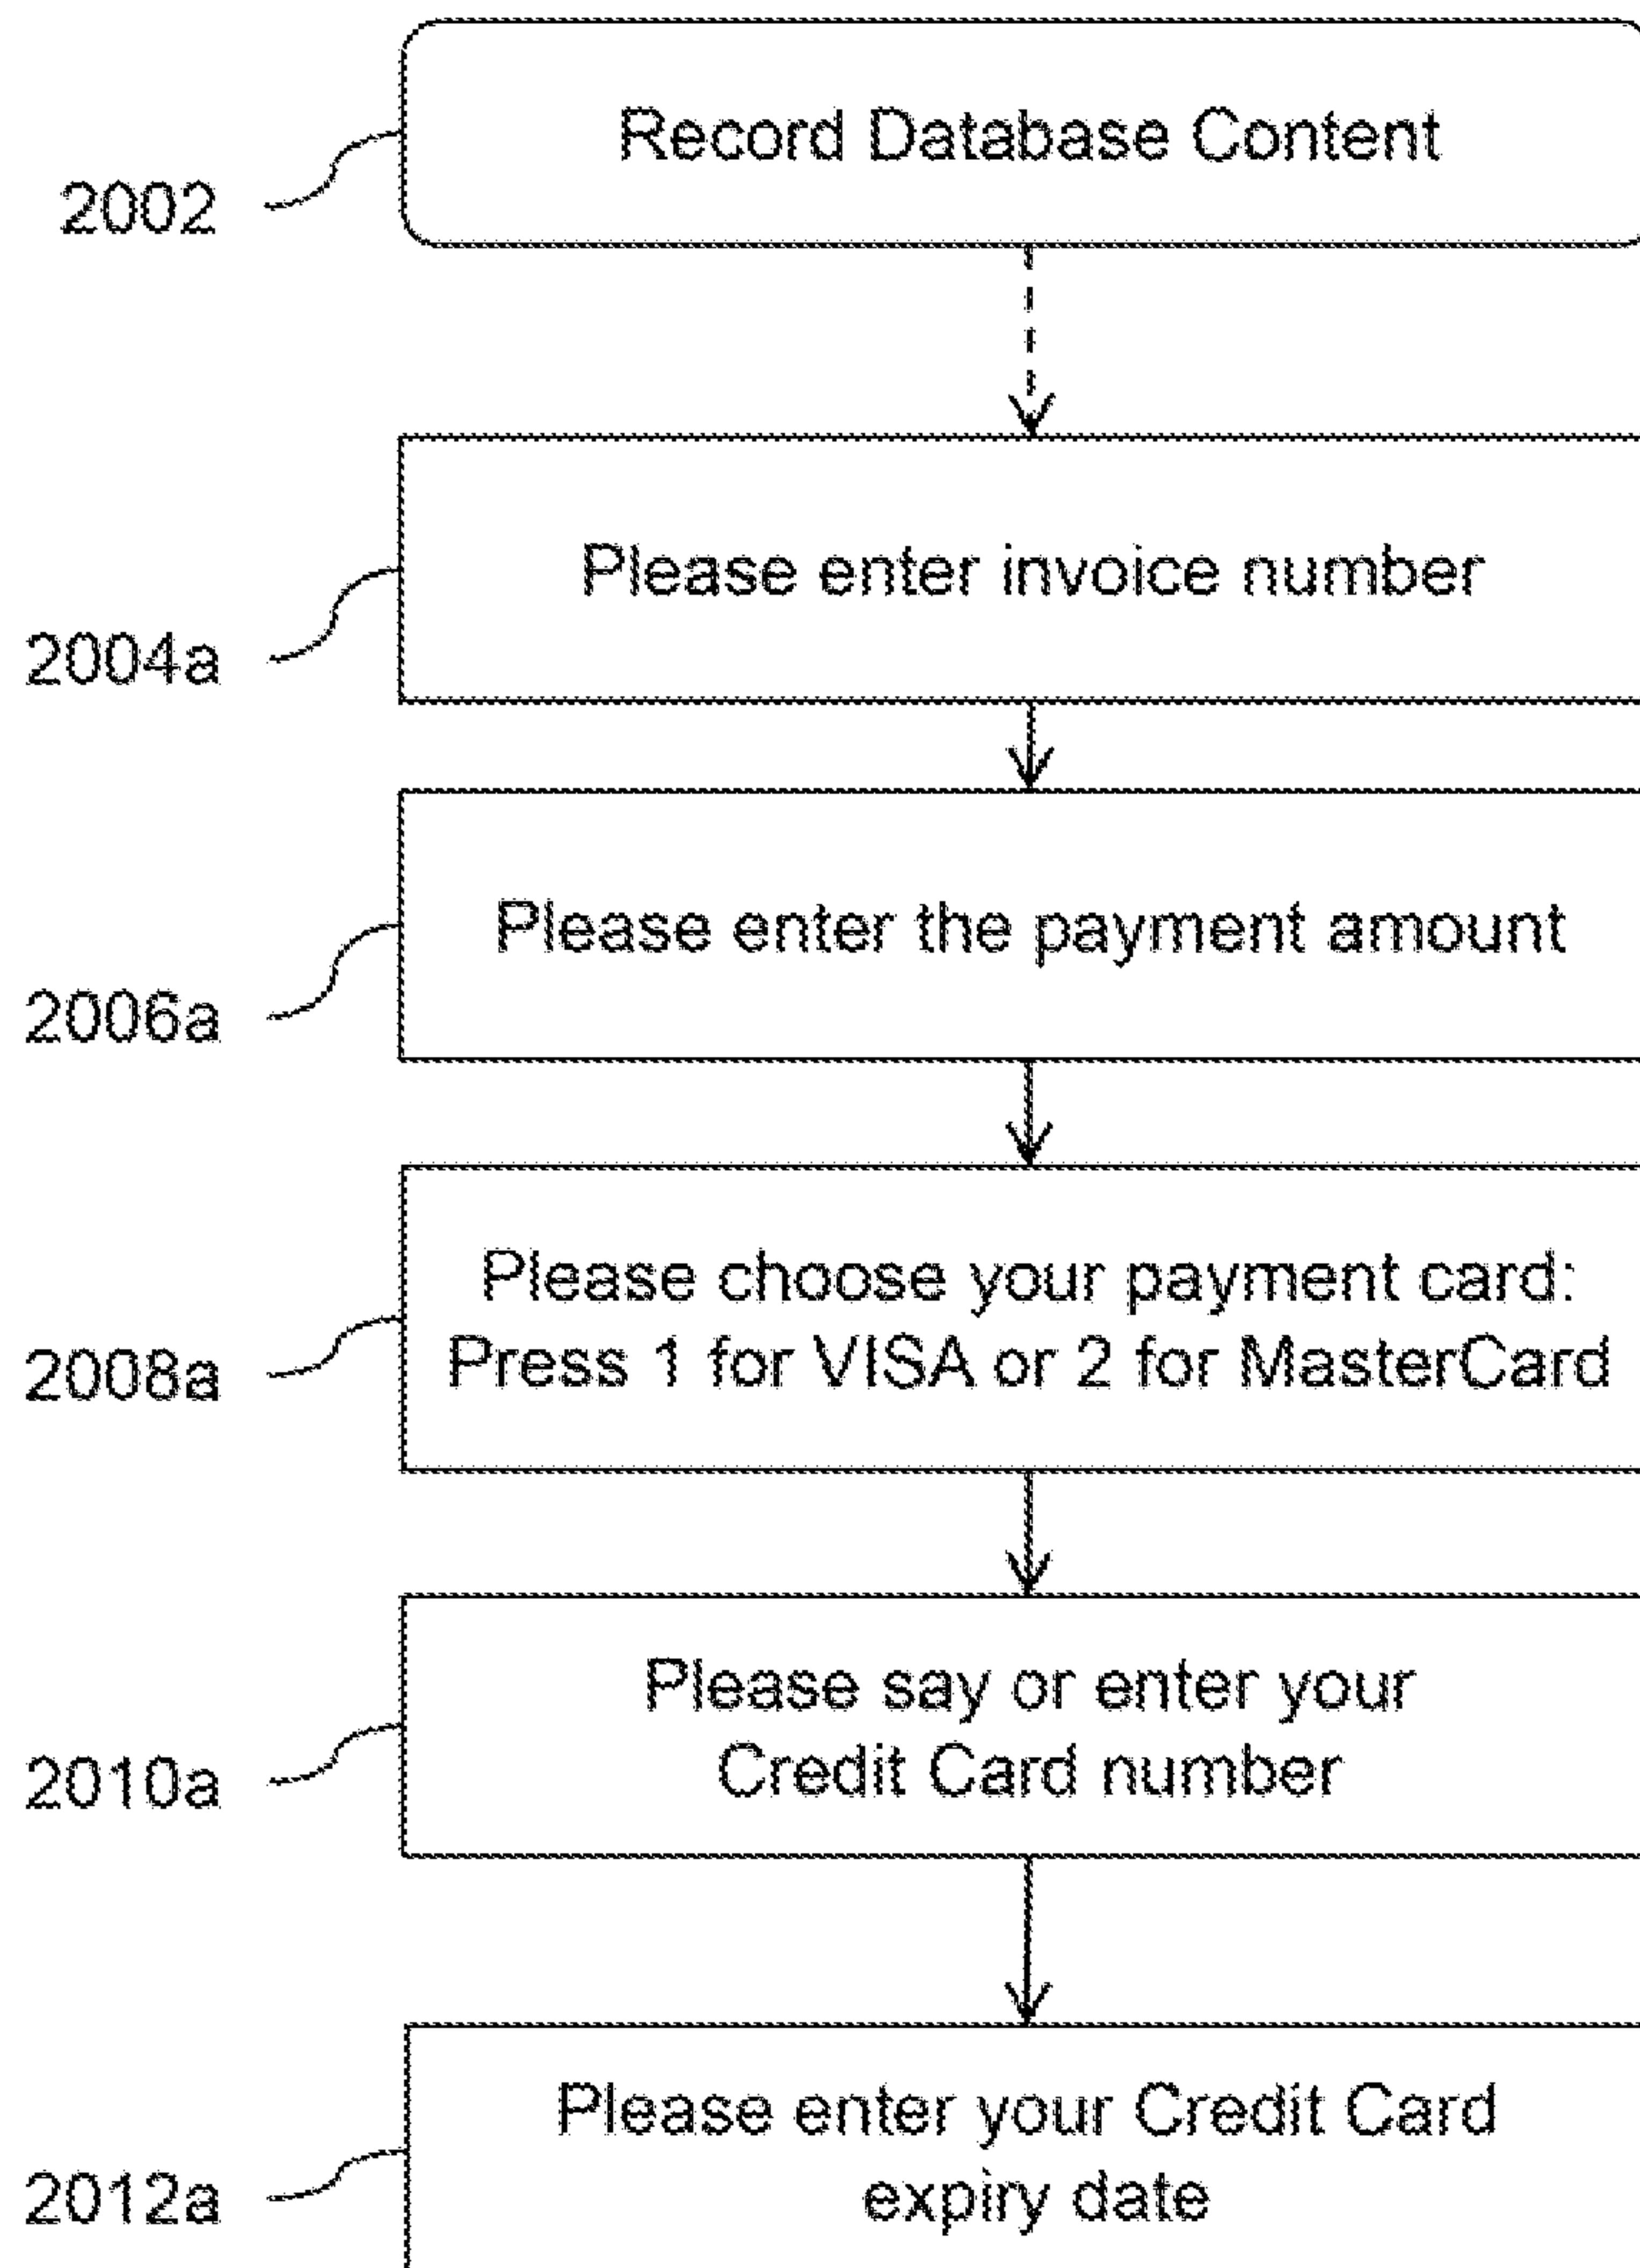 Record Database Content
2002
Please enter invoice number
2004a
Please enter the payment amount
2006a
Please choose your payment card:
Press 1 for VISA or 2 for MasterCard
2008a
Please say or enter your
Credit Card number
2010a
Please enter your Credit Card
expiry date
2012a